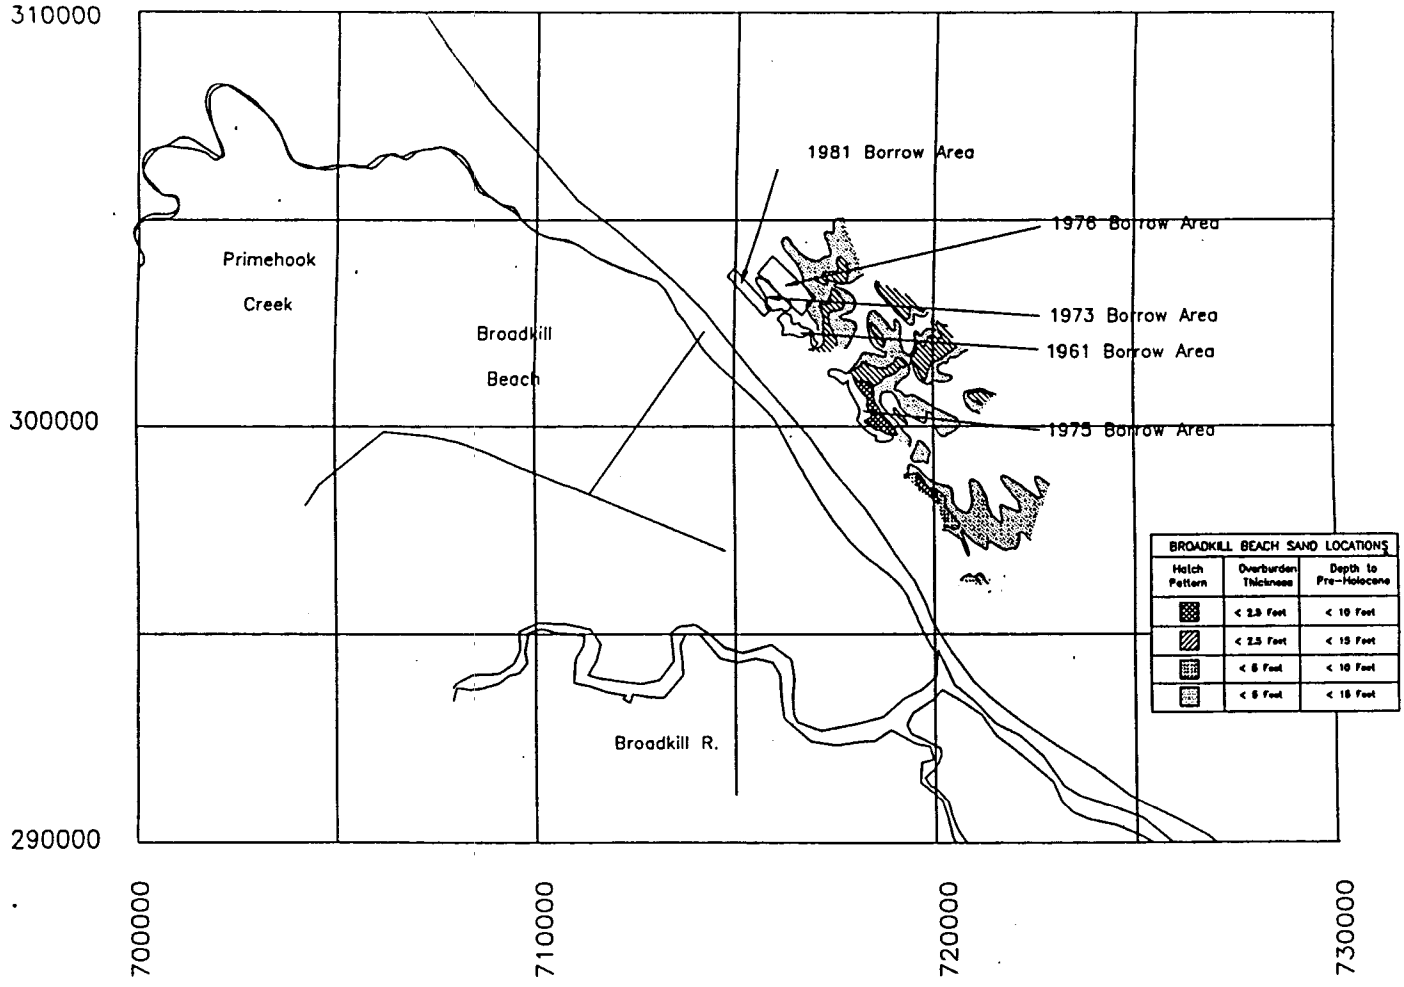 310000
1981 Borrow Area
1976 Borrow Area
Primehook
Creek
1973 Borrow Area
Broadkill
Beach
1961 Borrow Area
300000
1975 Borrow Area
BROADKILL BEACH SAND LOCATIONS
Hatch Pattern
Overburden Thickness
Depth to Pre-Holocene
< 2.5 Feet
< 10 Feet
< 2.5 Feet
< 15 Feet
< 5 Feet
< 10 Feet
< 5 Feet
< 15 Feet
Broadkill R.
290000
700000
710000
720000
730000